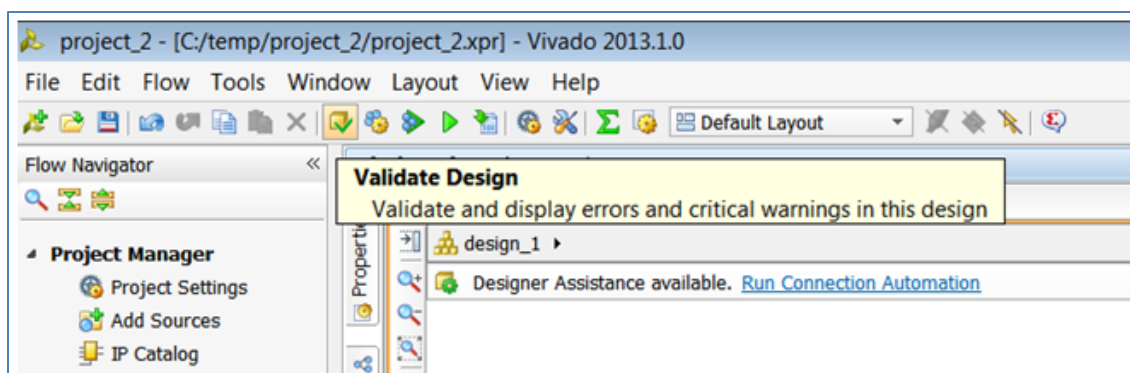 project_2 - [C:/temp/project_2/project_2.xpr] - Vivado 2013.1.0
File Edit Flow Tools Window Layout View Help
Default Layout
Flow Navigator
Validate Design
Validate and display errors and critical warnings in this design
design_1
Project Manager
Designer Assistance available. Run Connection Automation
Project Settings
Add Sources
IP Catalog